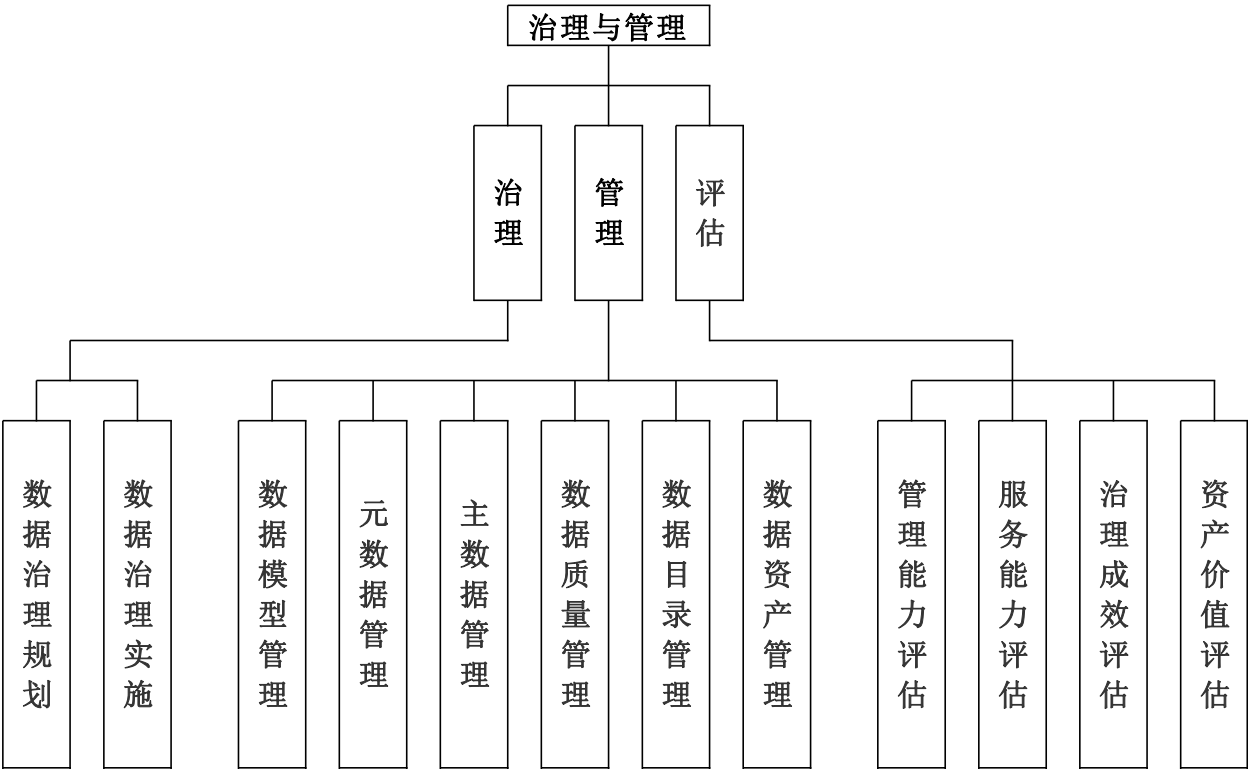 治理与管理
治理
管理
评估
数据治理规划
数据治理实施
数据模型管理
元数据管理
主数据管理
数据质量管理
数据目录管理
数据资产管理
管理能力评估
服务能力评估
治理成效评估
资产价值评估